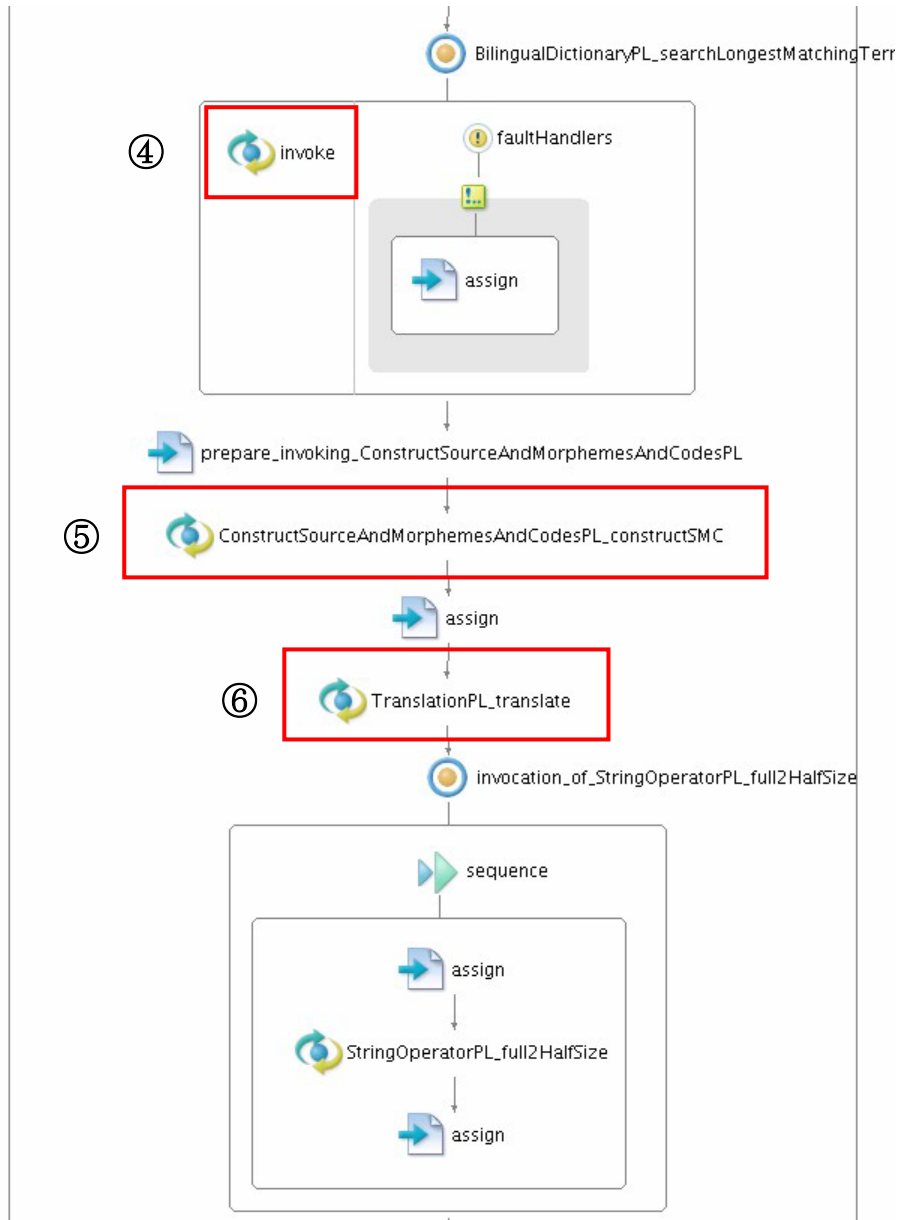 BilingualDictionaryPL_searchLongestMatchingTerr
④
invoke
faultHandlers
assign
prepare_invoking_ConstructSourceAndMorphemesAndCodesPL
⑤
ConstructSourceAndMorphemesAndCodesPL_constructSMC
assign
⑥
TranslationPL_translate
invocation_of_StringOperatorPL_full2HalfSize
sequence
assign
StringOperatorPL_full2HalfSize
assign